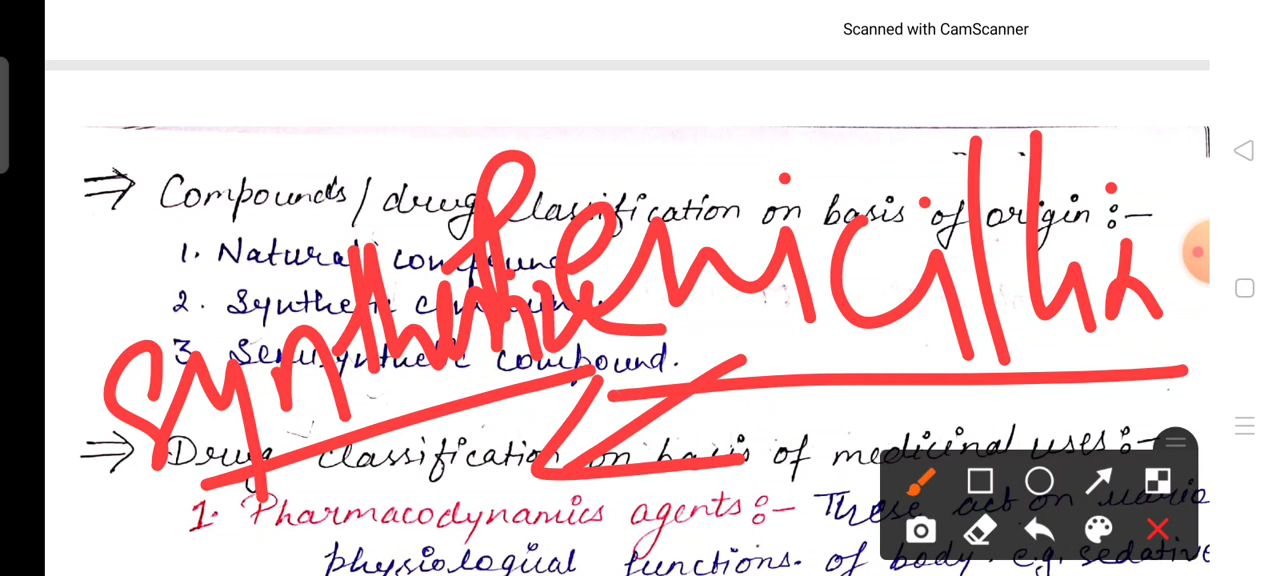 Scanned with CamScanner
⇒ Compounds/drug Classification on basis of origin :-
1. Natural compound
2. Synthetic compound
3. Semisynthetic compound.
Penicillin
Synthetic
⇒ Drug classification on basis of medicinal uses :-
1. Pharmacodynamics agents :- These act on vario
physiological functions of body. e.g. sedative